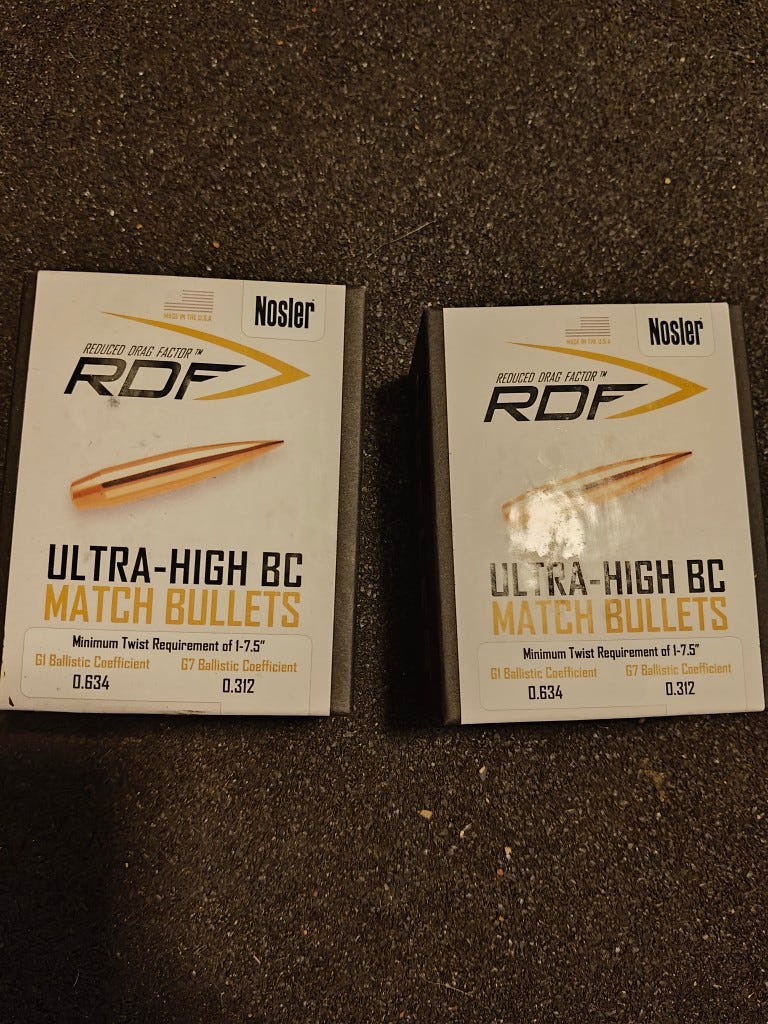 MADE IN THE U.S.A
Nosler
REDUCED DRAG FACTOR™
RDF
ULTRA-HIGH BC
MATCH BULLETS
Minimum Twist Requirement of 1-7.5"
G1 Ballistic Coefficient G7 Ballistic Coefficient
0.634 0.312
MADE IN THE U.S.A
Nosler
REDUCED DRAG FACTOR™
RDF
ULTRA-HIGH BC
MATCH BULLETS
Minimum Twist Requirement of 1-7.5"
G1 Ballistic Coefficient G7 Ballistic Coefficient
0.634 0.312